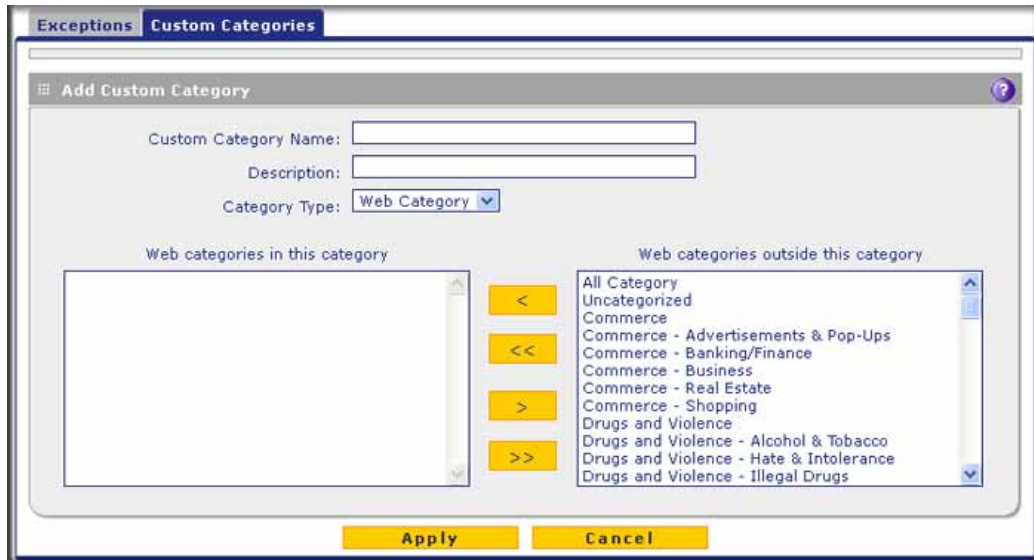 Exceptions Custom Categories
Add Custom Category ?
Custom Category Name:
Description:
Category Type: Web Category
Web categories in this category
Web categories outside this category
<
<<
>
>>
All Category
Uncategorized
Commerce
Commerce - Advertisements & Pop-Ups
Commerce - Banking/Finance
Commerce - Business
Commerce - Real Estate
Commerce - Shopping
Drugs and Violence
Drugs and Violence - Alcohol & Tobacco
Drugs and Violence - Hate & Intolerance
Drugs and Violence - Illegal Drugs
Apply Cancel